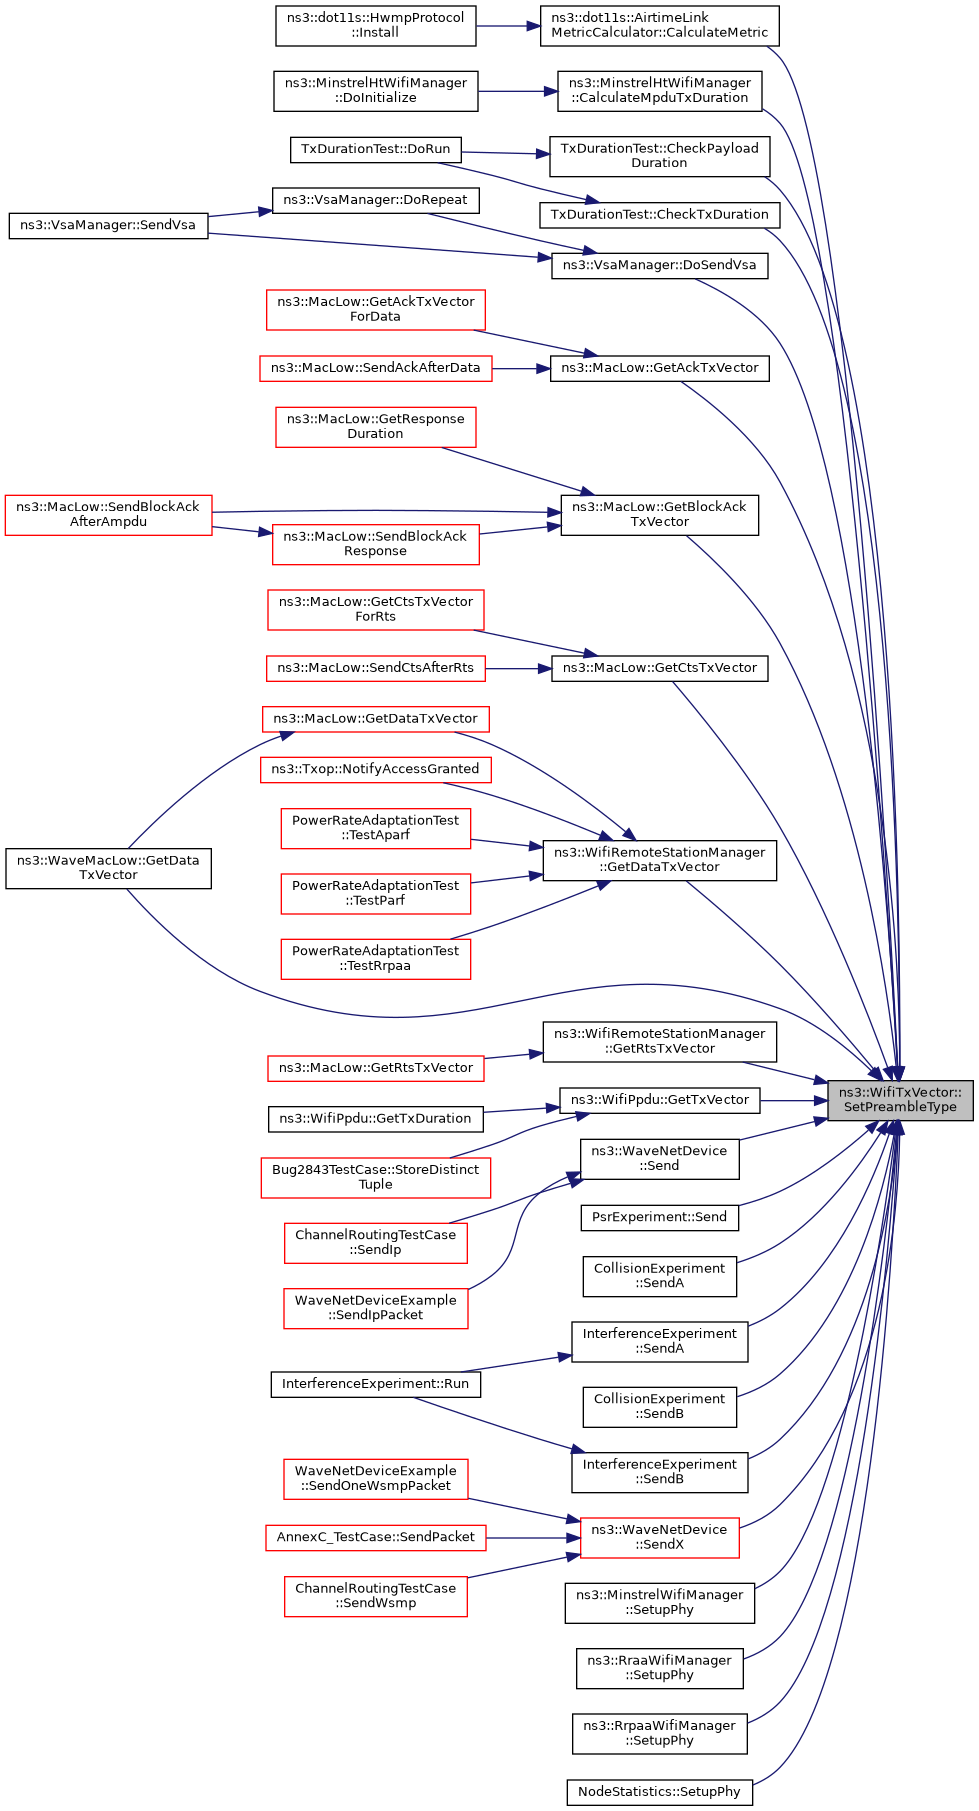 ns3::dot11s::HwmpProtocol
::Install
ns3::dot11s::AirtimeLink
MetricCalculator::CalculateMetric
ns3::MinstrelHtWifiManager
::DoInitialize
ns3::MinstrelHtWifiManager
::CalculateMpduTxDuration
TxDurationTest::DoRun
TxDurationTest::CheckPayload
Duration
ns3::VsaManager::DoRepeat
TxDurationTest::CheckTxDuration
ns3::VsaManager::SendVsa
ns3::VsaManager::DoSendVsa
ns3::MacLow::GetAckTxVector
ForData
ns3::MacLow::SendAckAfterData
ns3::MacLow::GetAckTxVector
ns3::MacLow::GetResponse
Duration
ns3::MacLow::SendBlockAck
AfterAmpdu
ns3::MacLow::GetBlockAck
TxVector
ns3::MacLow::SendBlockAck
Response
ns3::MacLow::GetCtsTxVector
ForRts
ns3::MacLow::SendCtsAfterRts
ns3::MacLow::GetCtsTxVector
ns3::MacLow::GetDataTxVector
ns3::Txop::NotifyAccessGranted
PowerRateAdaptationTest
::TestAparf
ns3::WaveMacLow::GetData
TxVector
ns3::WifiRemoteStationManager
::GetDataTxVector
PowerRateAdaptationTest
::TestParf
PowerRateAdaptationTest
::TestRrpaa
ns3::WifiRemoteStationManager
::GetRtsTxVector
ns3::MacLow::GetRtsTxVector
ns3::WifiTxVector::
SetPreambleType
ns3::WifiPpdu::GetTxVector
ns3::WifiPpdu::GetTxDuration
ns3::WaveNetDevice
::Send
Bug2843TestCase::StoreDistinct
Tuple
PsrExperiment::Send
ChannelRoutingTestCase
::SendIp
CollisionExperiment
::SendA
WaveNetDeviceExample
::SendIpPacket
InterferenceExperiment
::SendA
InterferenceExperiment::Run
CollisionExperiment
::SendB
InterferenceExperiment
::SendB
WaveNetDeviceExample
::SendOneWsmpPacket
AnnexC_TestCase::SendPacket
ns3::WaveNetDevice
::SendX
ChannelRoutingTestCase
::SendWsmp
ns3::MinstrelWifiManager
::SetupPhy
ns3::RraaWifiManager
::SetupPhy
ns3::RrpaaWifiManager
::SetupPhy
NodeStatistics::SetupPhy